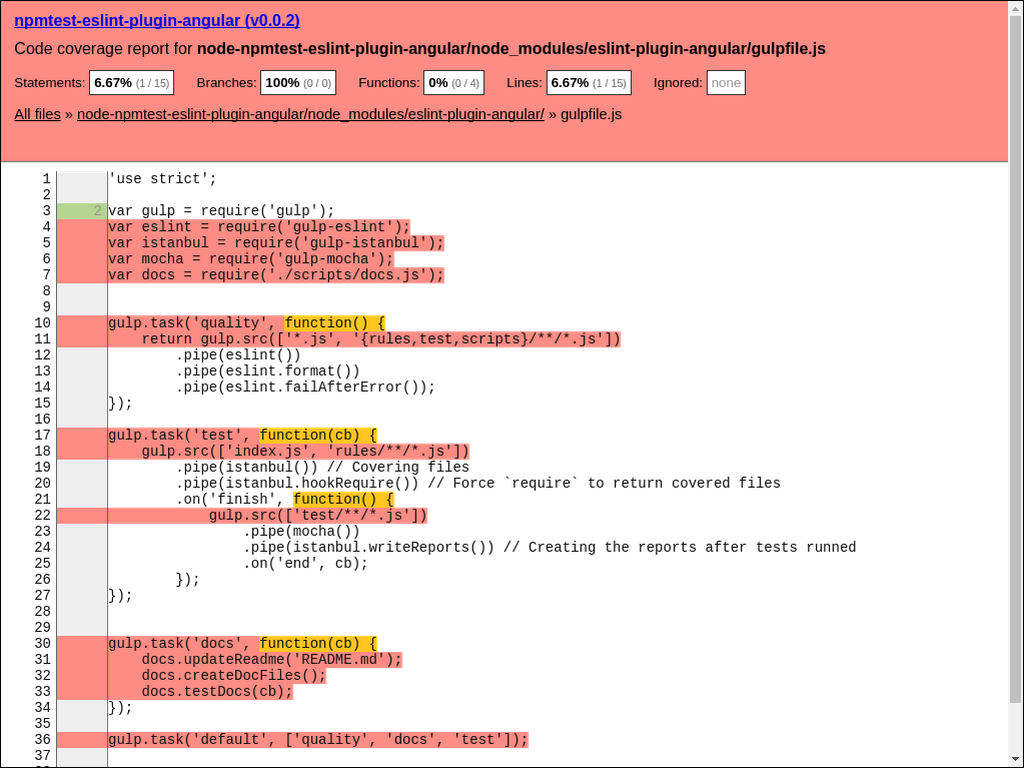 npmtest-eslint-plugin-angular (v0.0.2)
Code coverage report for node-npmtest-eslint-plugin-angular/node_modules/eslint-plugin-angular/gulpfile.js
Statements: 6.67% (1 / 15) Branches: 100% (0 / 0) Functions: 0% (0 / 4) Lines: 6.67% (1 / 15) Ignored: none
All files » node-npmtest-eslint-plugin-angular/node_modules/eslint-plugin-angular/ » gulpfile.js
1 'use strict';
2
3 2 var gulp = require('gulp');
4 var eslint = require('gulp-eslint');
5 var istanbul = require('gulp-istanbul');
6 var mocha = require('gulp-mocha');
7 var docs = require('./scripts/docs.js');
8
9
10 gulp.task('quality', function() {
11     return gulp.src(['*.js', '{rules,test,scripts}/**/*.js'])
12         .pipe(eslint())
13         .pipe(eslint.format())
14         .pipe(eslint.failAfterError());
15 });
16
17 gulp.task('test', function(cb) {
18     gulp.src(['index.js', 'rules/**/*.js'])
19         .pipe(istanbul()) // Covering files
20         .pipe(istanbul.hookRequire()) // Force `require` to return covered files
21         .on('finish', function() {
22             gulp.src(['test/**/*.js'])
23                 .pipe(mocha())
24                 .pipe(istanbul.writeReports()) // Creating the reports after tests runned
25                 .on('end', cb);
26         });
27 });
28
29
30 gulp.task('docs', function(cb) {
31     docs.updateReadme('README.md');
32     docs.createDocFiles();
33     docs.testDocs(cb);
34 });
35
36 gulp.task('default', ['quality', 'docs', 'test']);
37